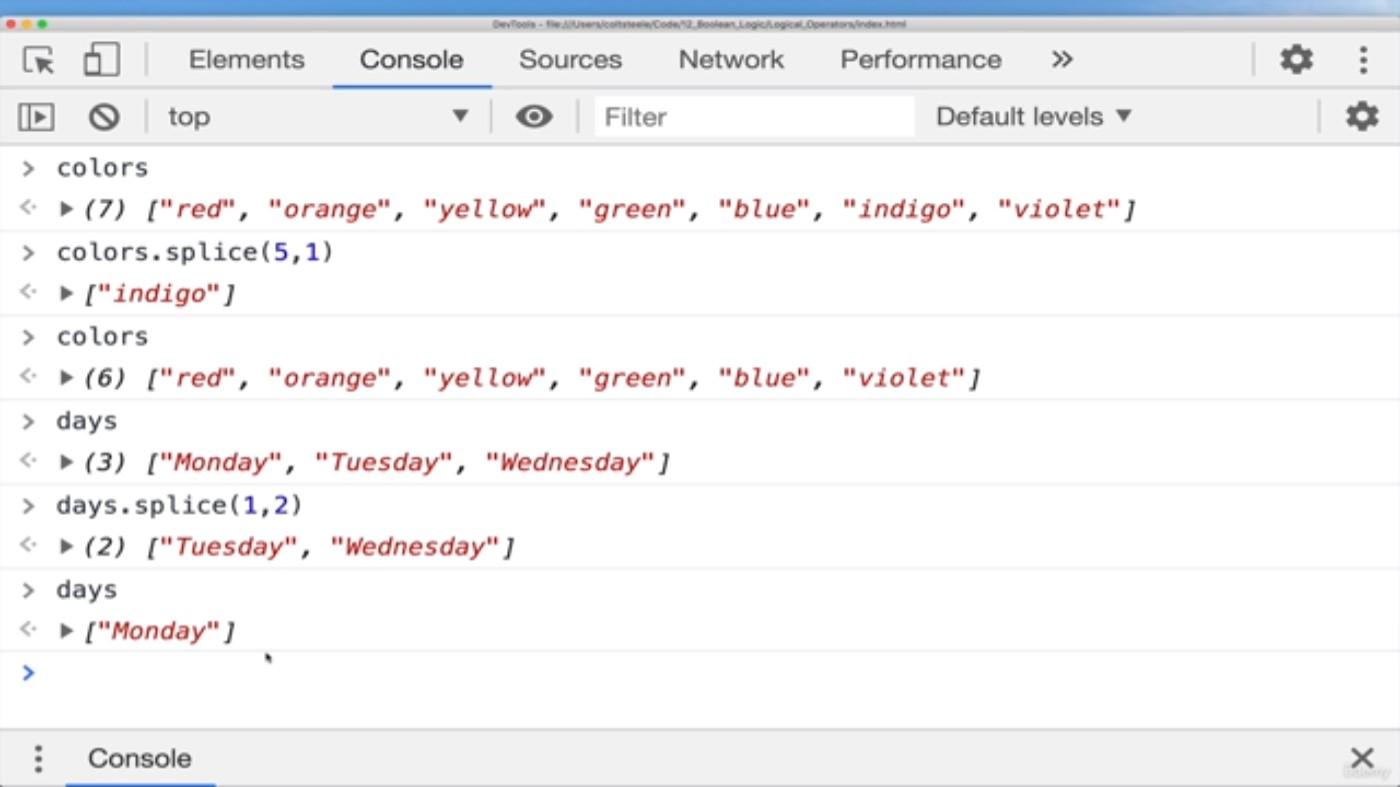 DevTools - file:///Users/coltsteele/Code/12_Boolean_Logic/Logical_Operators/index.html
Elements Console Sources Network Performance »
top ▼ Filter Default levels ▼
> colors
(7) ["red", "orange", "yellow", "green", "blue", "indigo", "violet"]
> colors.splice(5,1)
["indigo"]
> colors
(6) ["red", "orange", "yellow", "green", "blue", "violet"]
> days
(3) ["Monday", "Tuesday", "Wednesday"]
> days.splice(1,2)
(2) ["Tuesday", "Wednesday"]
> days
["Monday"]
>
Console
udemy